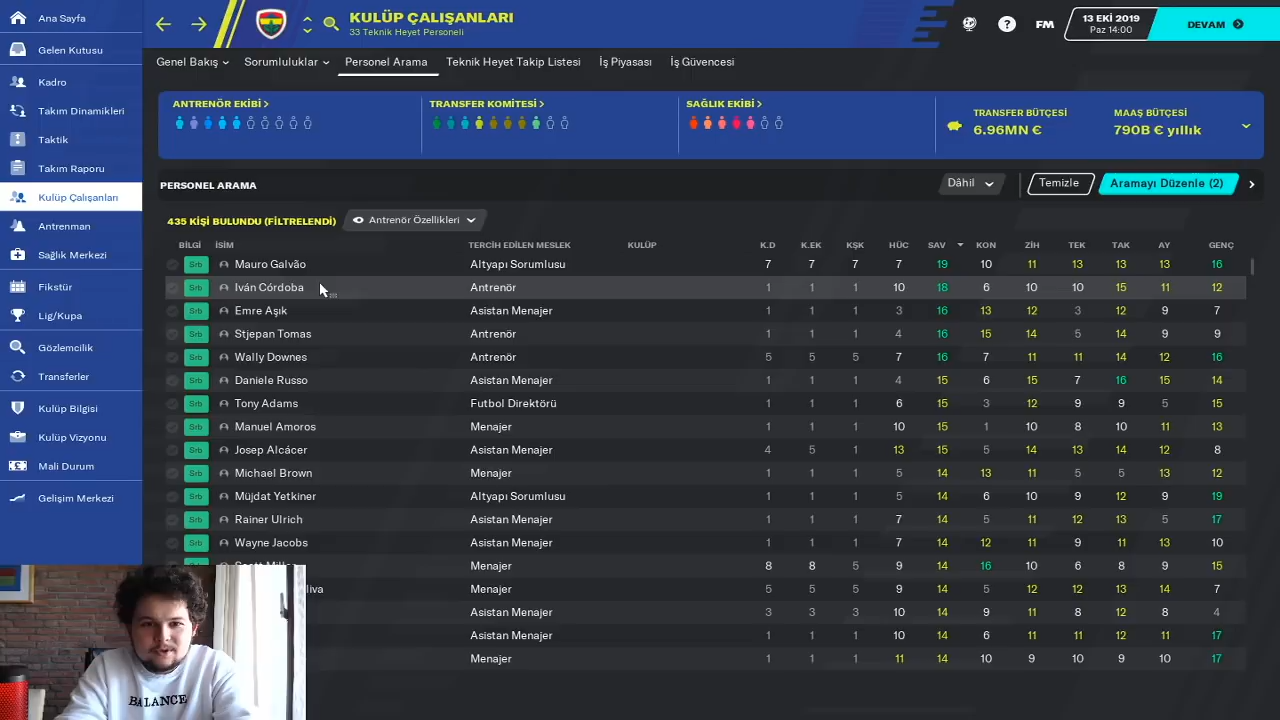 Ana Sayfa
Gelen Kutusu
Kadro
Takım Dinamikleri
Taktik
Takım Raporu
Kulüp Çalışanları
Antrenman
Sağlık Merkezi
Fikstür
Lig/Kupa
Gözlemcilik
Transferler
Kulüp Bilgisi
Kulüp Vizyonu
Mali Durum
Gelişim Merkezi
KULÜP ÇALIŞANLARI
33 Teknik Heyet Personeli
FM
13 EKİ 2019
Paz 14:00
DEVAM
Genel Bakış Sorumluluklar Personel Arama Teknik Heyet Takip Listesi İş Piyasası İş Güvencesi
ANTRENÖR EKİBİ > TRANSFER KOMİTESİ > SAĞLIK EKİBİ >
TRANSFER BÜTÇESİ
6.96MN €
MAAŞ BÜTÇESİ
790B € yıllık
PERSONEL ARAMA
Dâhil Temizle Aramayı Düzenle (2)
435 KİŞİ BULUNDU (FİLTRELENDİ) Antrenör Özellikleri
BİLGİ İSİM TERCİH EDİLEN MESLEK KULÜP K.D K.EK KŞK HÜC SAV KON ZİH TEK TAK AY GENÇ
Srb Mauro Galvão Altyapı Sorumlusu 7 7 7 7 19 10 11 13 13 13 16
Srb Iván Córdoba Antrenör 1 1 1 10 18 6 10 10 15 11 12
Srb Emre Aşık Asistan Menajer 1 1 1 3 16 13 12 3 12 9 7
Srb Stjepan Tomas Antrenör 1 1 1 4 16 15 14 5 14 9 9
Srb Wally Downes Antrenör 5 5 5 7 16 7 11 11 14 12 16
Srb Daniele Russo Asistan Menajer 1 1 1 4 15 6 15 7 16 15 14
Srb Tony Adams Futbol Direktörü 1 1 1 6 15 3 12 9 9 5 15
Srb Manuel Amoros Menajer 1 1 1 10 15 1 10 8 10 11 13
Srb Josep Alcácer Asistan Menajer 4 5 1 13 15 5 14 13 14 12 8
Srb Michael Brown Menajer 1 1 1 5 14 13 11 5 5 13 12
Srb Müjdat Yetkiner Altyapı Sorumlusu 1 1 1 5 14 6 10 9 12 9 19
Srb Rainer Ulrich Asistan Menajer 1 1 1 7 14 5 11 12 13 5 17
Srb Wayne Jacobs Asistan Menajer 1 1 1 7 14 12 11 9 11 13 10
Menajer 8 8 5 9 14 16 10 6 8 9 15
Menajer 5 5 5 9 14 5 12 12 13 14 7
Asistan Menajer 3 3 3 10 14 9 11 8 12 8 4
Asistan Menajer 1 1 1 10 14 6 11 11 12 11 17
Menajer 1 1 1 11 14 10 9 10 9 10 17
BALANCE